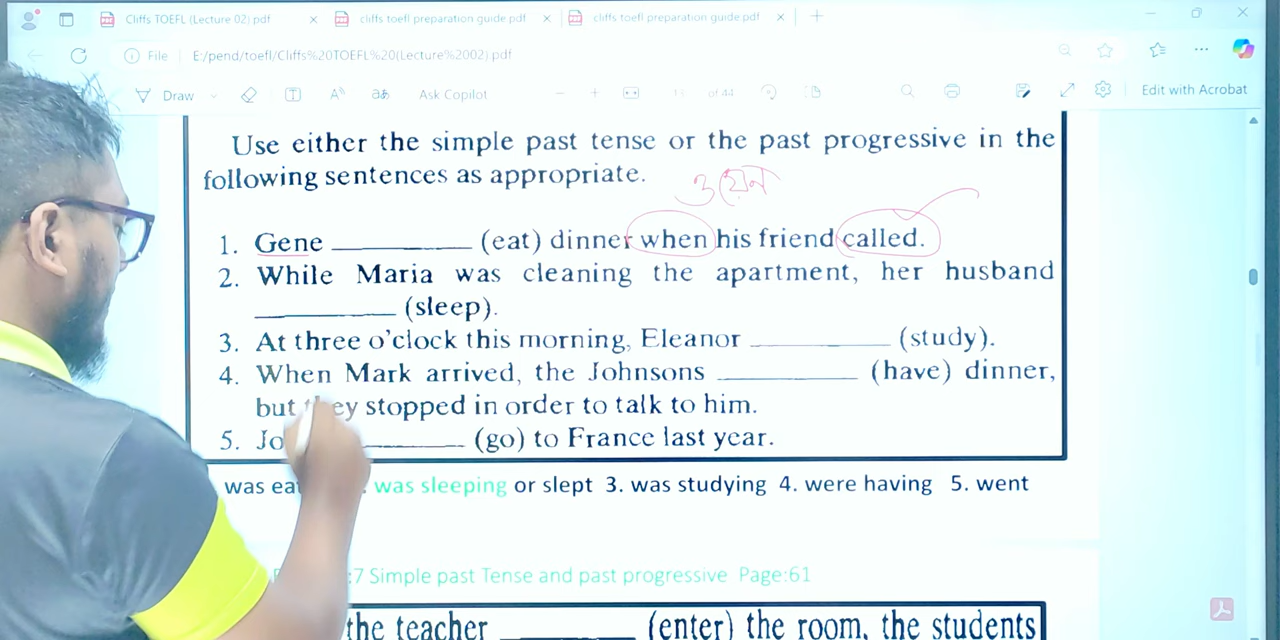 Cliffs TOEFL (Lecture 02).pdf
cliffs toefl preparation guide.pdf
cliffs toefl preparation guide.pdf
File E:/pend/toefl/Cliffs%20TOEFL%20(Lecture%2002).pdf
Draw Ask Copilot of 44 Edit with Acrobat
Use either the simple past tense or the past progressive in the
following sentences as appropriate.
1. Gene __________ (eat) dinner when his friend called.
2. While Maria was cleaning the apartment, her husband
__________ (sleep).
3. At three o'clock this morning, Eleanor __________ (study).
4. When Mark arrived, the Johnsons __________ (have) dinner,
but they stopped in order to talk to him.
5. Jo (go) to France last year.
was sleeping or slept 3. was studying 4. were having 5. went
:7 Simple past Tense and past progressive Page:61
the teacher __________ (enter) the room, the students